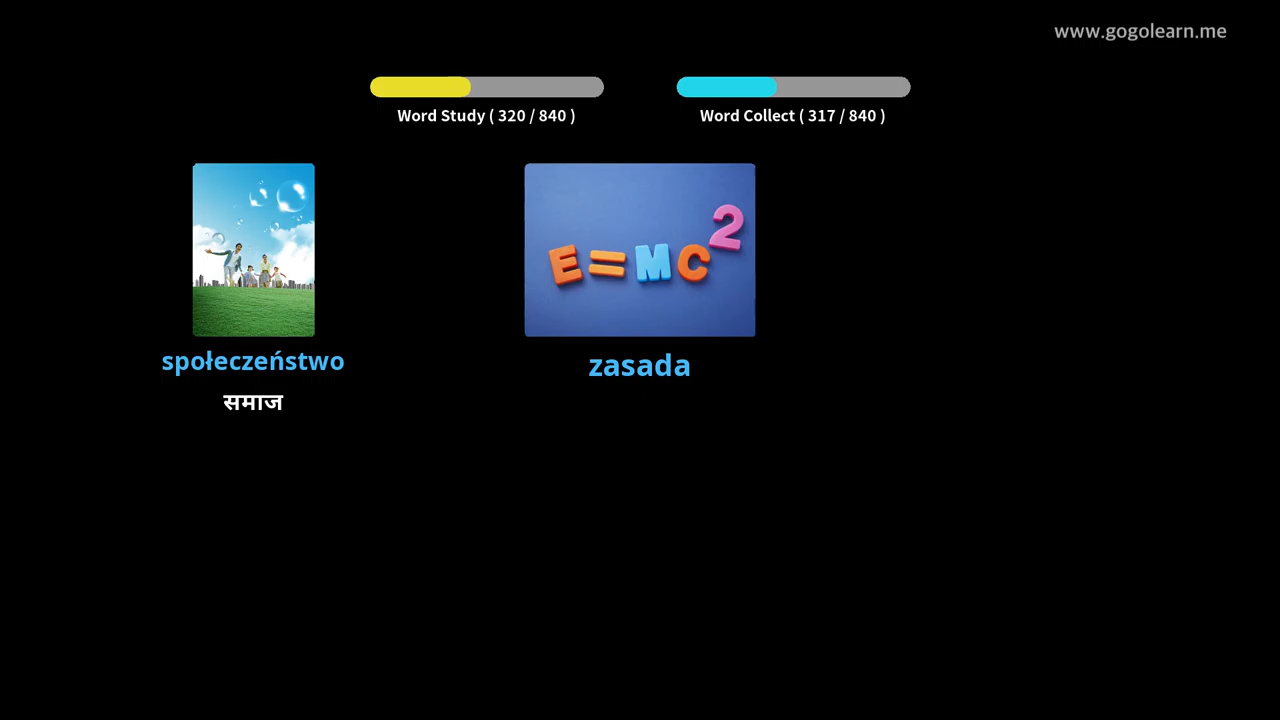 www.gogolearn.me
Word Study ( 320 / 840 )
Word Collect ( 317 / 840 )
E=MC2
społeczeństwo
समाज
zasada